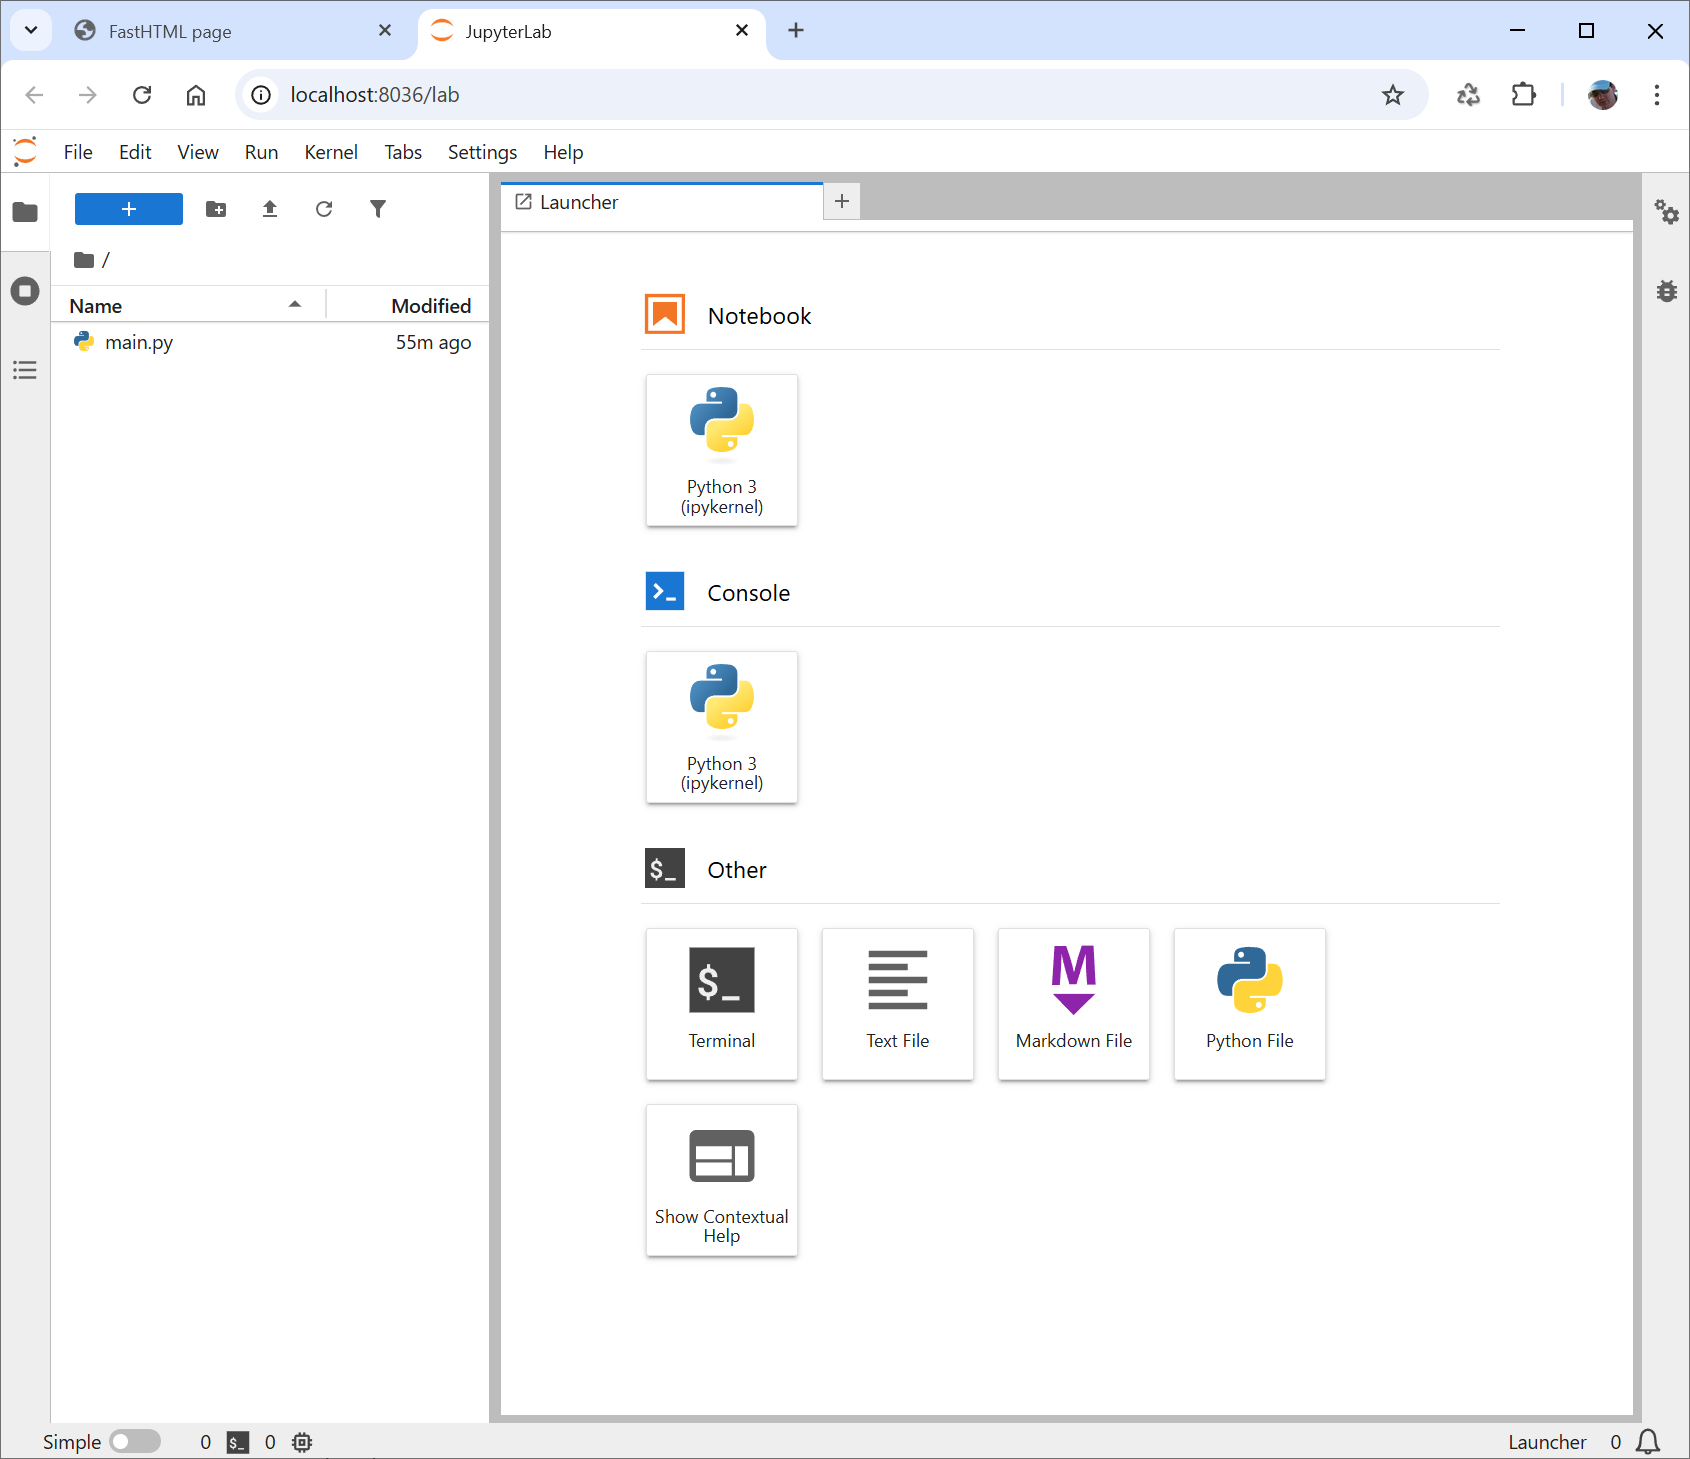 FastHTML page
JupyterLab
localhost:8036/lab
File Edit View Run Kernel Tabs Settings Help
Launcher
/
Name Modified
main.py 55m ago
Notebook
Python 3
(ipykernel)
Console
Python 3
(ipykernel)
$_ Other
$_
Terminal
Text File
M
Markdown File
Python File
Show Contextual
Help
Simple 0 $_ 0 Launcher 0